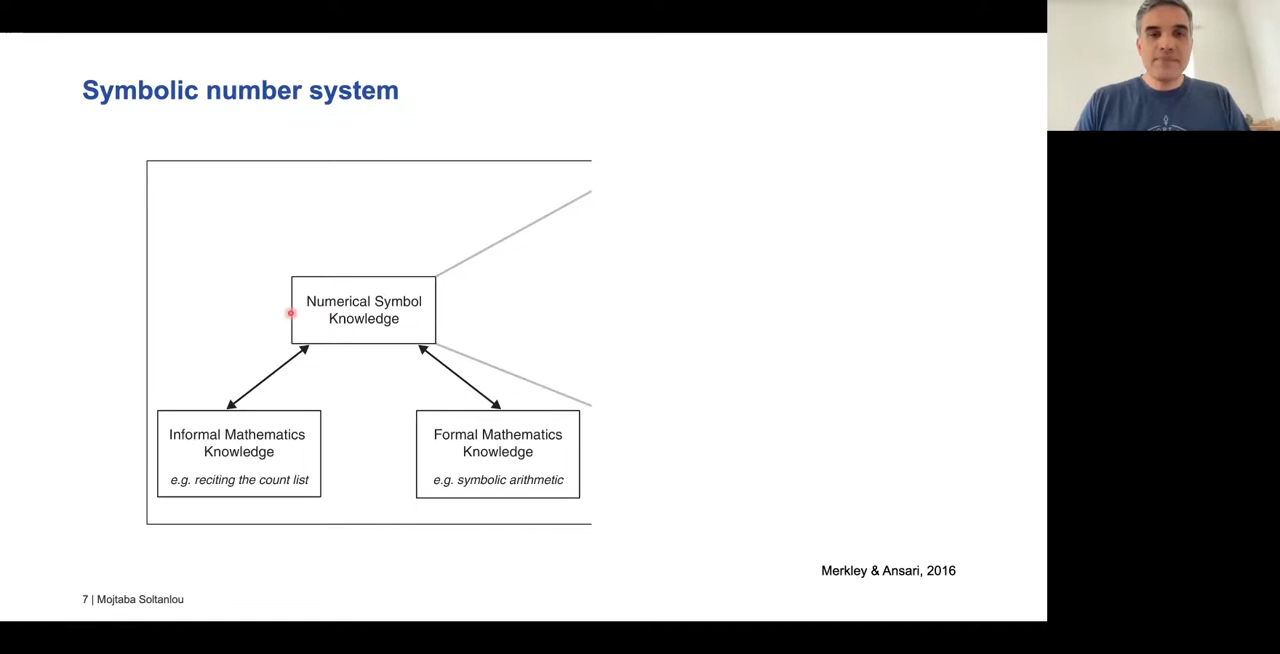 Symbolic number system
Numerical Symbol
Knowledge
Informal Mathematics
Knowledge
e.g. reciting the count list
Formal Mathematics
Knowledge
e.g. symbolic arithmetic
Merkley & Ansari, 2016
7 | Mojtaba Soltanlou